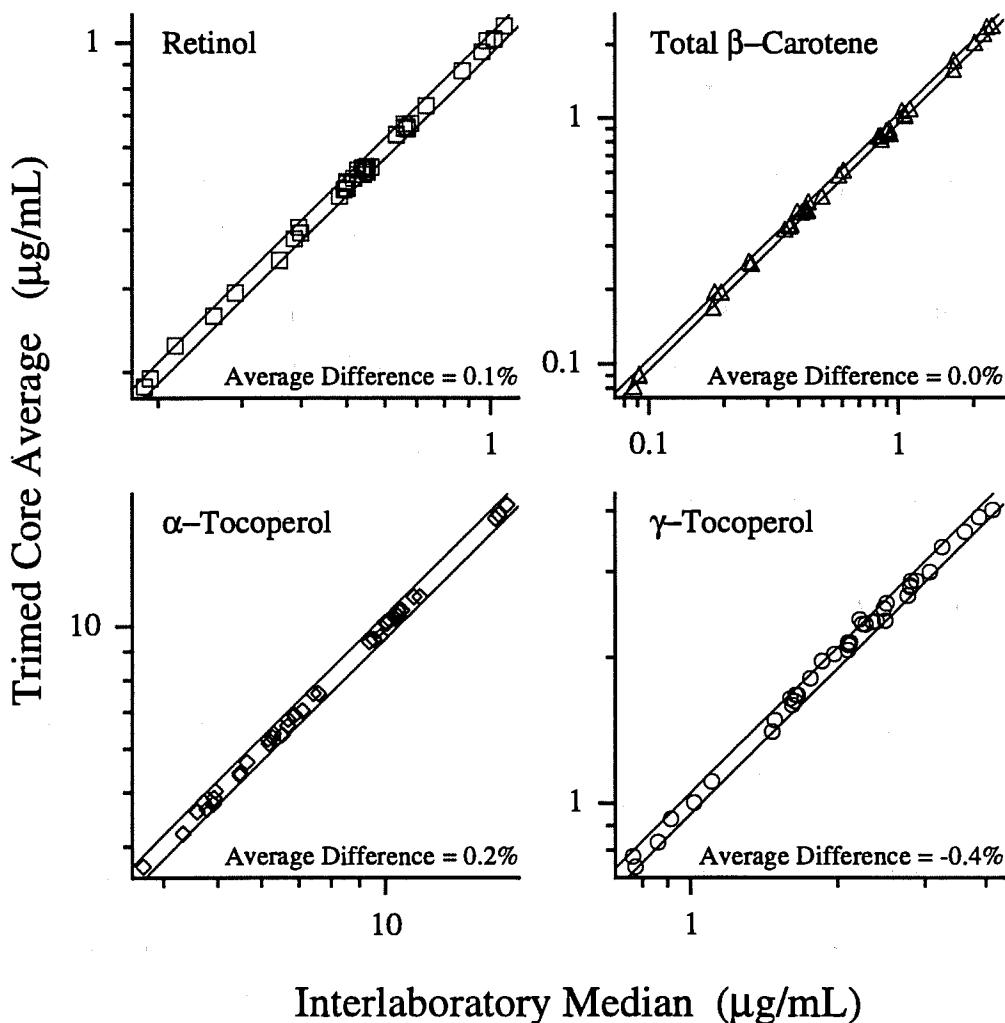 Retinol
1
Average Difference = 0.1%
1
Total β–Carotene
1
0.1
Average Difference = 0.0%
0.1
1
α–Tocoperol
10
Average Difference = 0.2%
10
γ–Tocoperol
1
Average Difference = -0.4%
1
Trimed Core Average (μg/mL)
Interlaboratory Median (μg/mL)